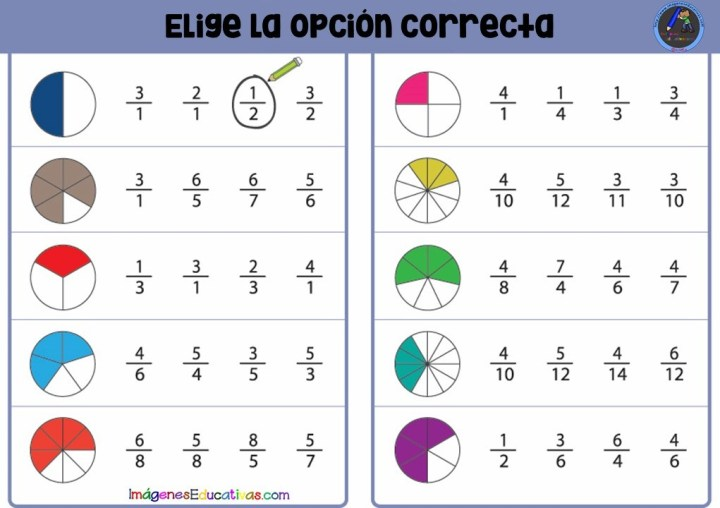 Elige la opción correcta
3/1 2/1 1/2 3/2
3/1 6/5 6/7 5/6
1/3 3/1 2/3 4/1
4/6 5/4 3/5 5/3
6/8 5/8 8/5 5/7
ImágenesEducativas.com
4/1 1/4 1/3 3/4
4/10 5/12 3/11 3/10
4/8 7/4 4/6 4/7
4/10 5/12 4/14 6/12
1/2 3/6 6/4 4/6